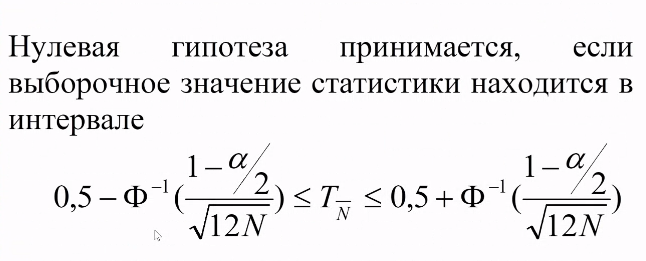 Нулевая гипотеза принимается, если
выборочное значение статистики находится в
интервале
0,5 − Ф⁻¹((1 − α/2)/√(12N)) ≤ T_N̅ ≤ 0,5 + Ф⁻¹((1 − α/2)/√(12N))